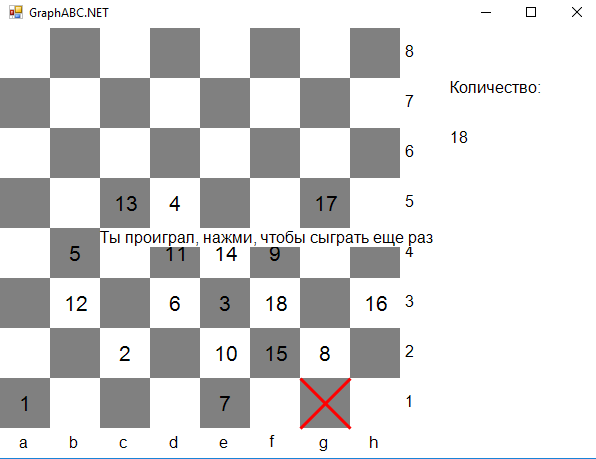 GraphABC.NET
8
Количество:
7
18
6
13 4 17 5
Ты проиграл, нажми, чтобы сыграть еще раз
5 11 14 9 4
12 6 3 18 16 3
2 10 15 8 2
1 7 1
a b c d e f g h